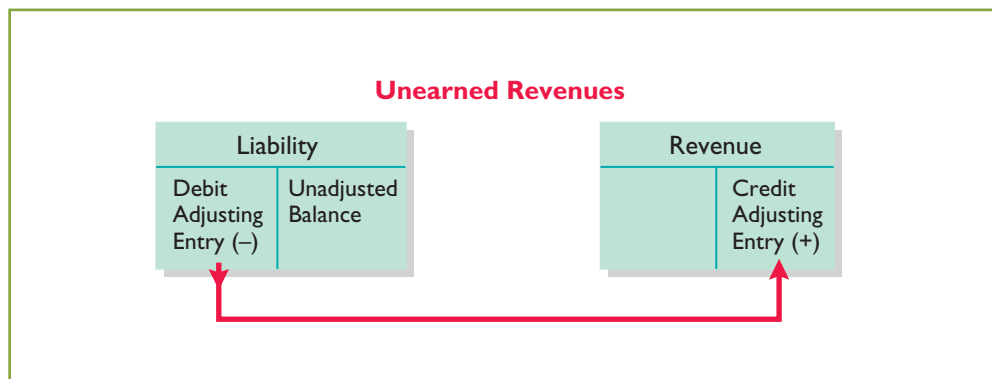 Unearned Revenues
Liability
Debit
Adjusting
Entry (–)
Unadjusted
Balance
Revenue
Credit
Adjusting
Entry (+)